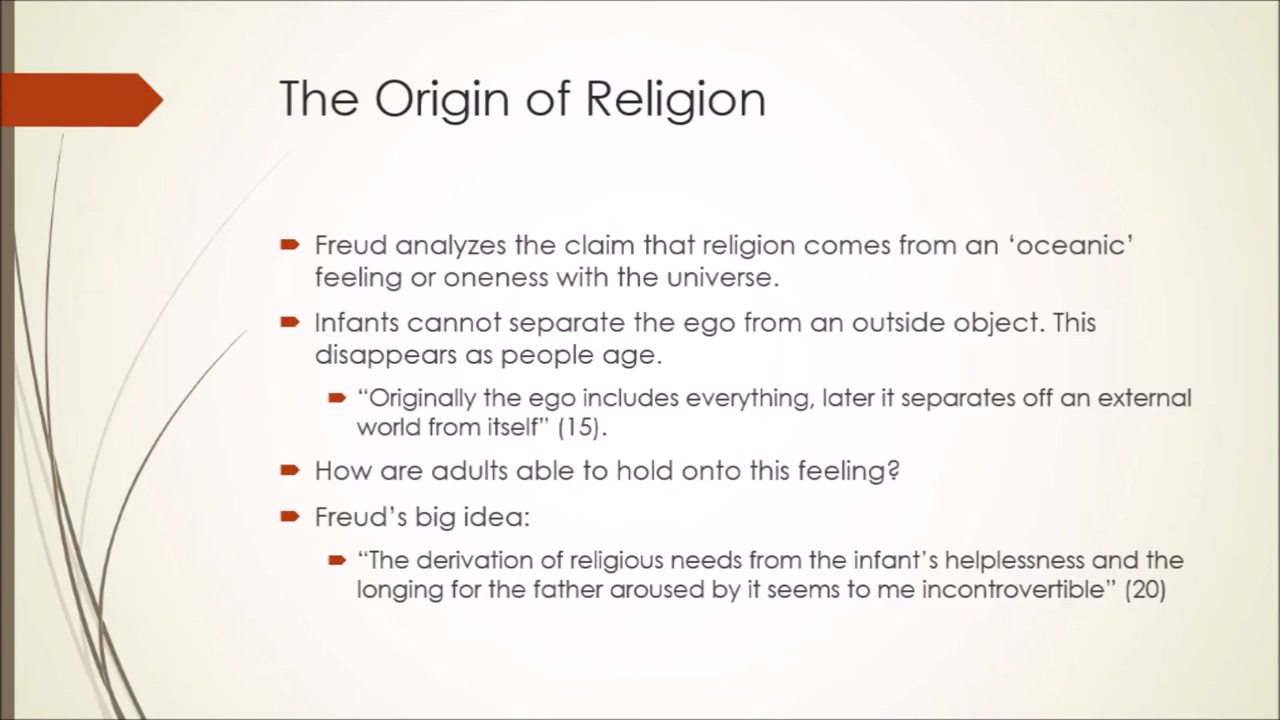 The Origin of Religion
Freud analyzes the claim that religion comes from an ‘oceanic’
feeling or oneness with the universe.
Infants cannot separate the ego from an outside object. This
disappears as people age.
“Originally the ego includes everything, later it separates off an external
world from itself” (15).
How are adults able to hold onto this feeling?
Freud’s big idea:
“The derivation of religious needs from the infant’s helplessness and the
longing for the father aroused by it seems to me incontrovertible” (20)